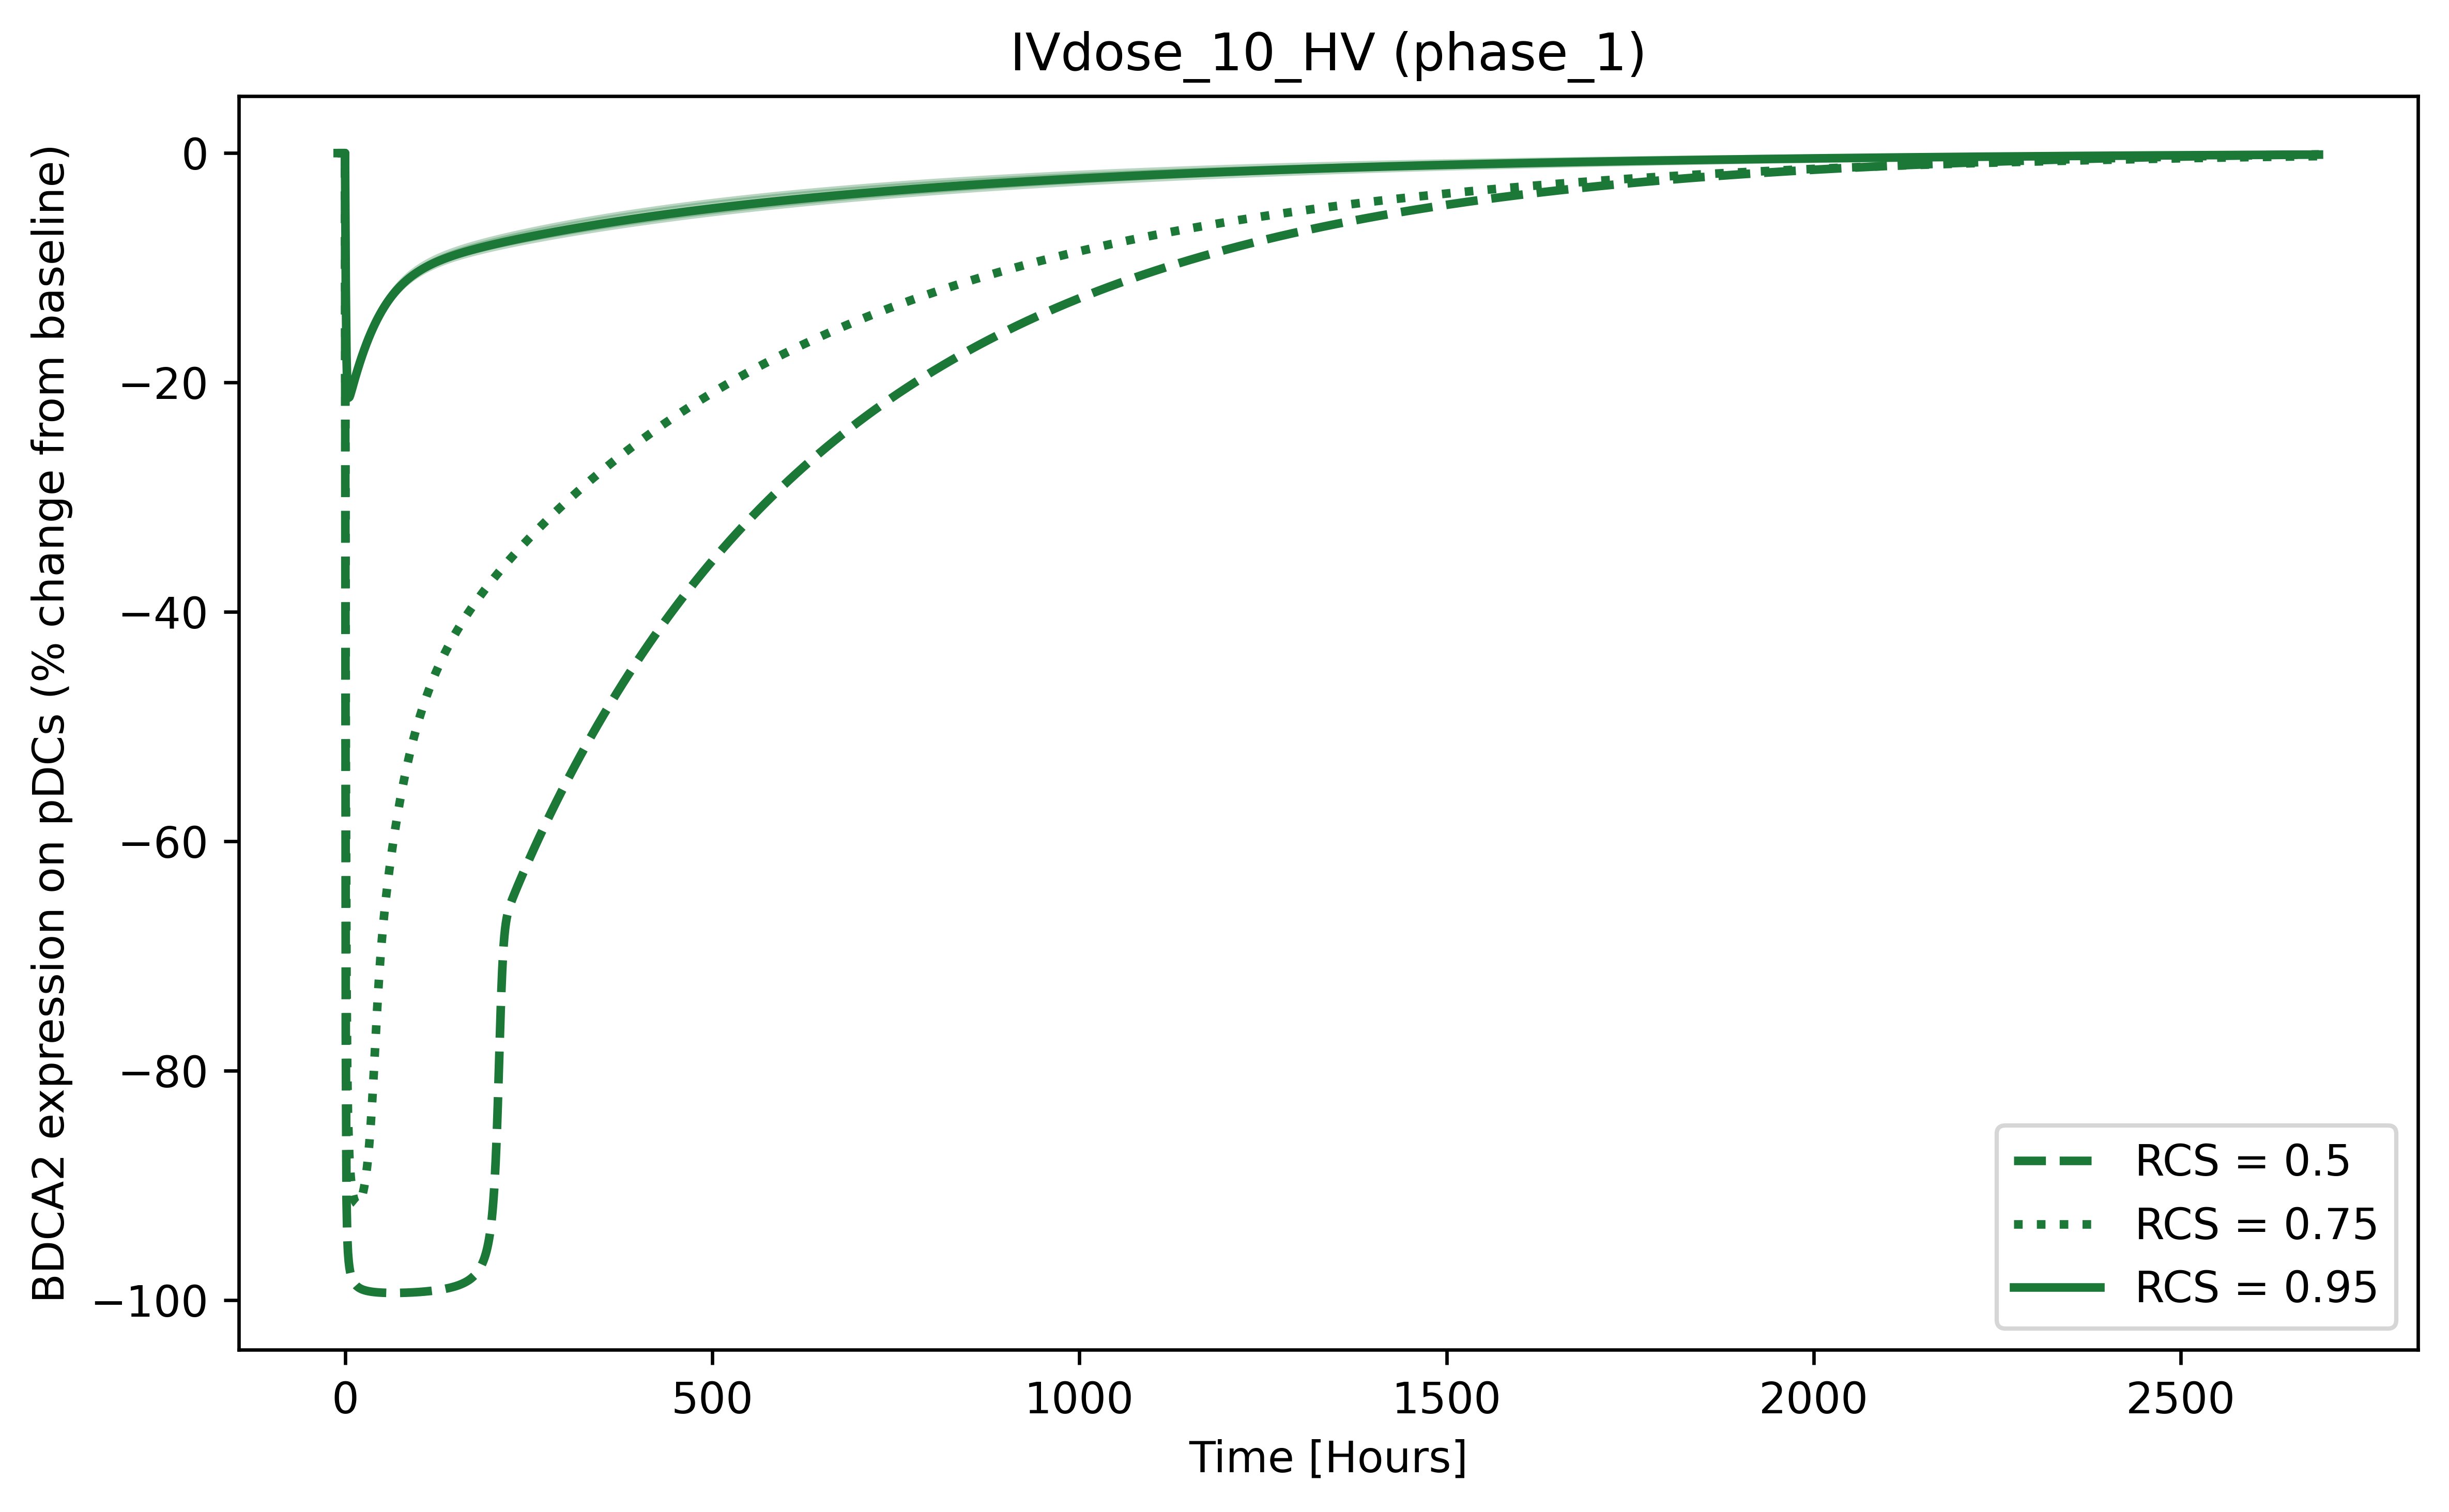 IVdose_10_HV (phase_1)
BDCA2 expression on pDCs (% change from baseline)
0
−20
−40
−60
−80
−100
0
500
1000
1500
2000
2500
Time [Hours]
RCS = 0.5
RCS = 0.75
RCS = 0.95